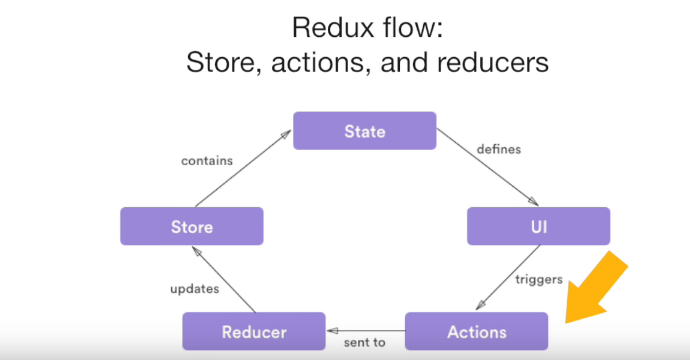 Redux flow:
Store, actions, and reducers
State
contains
defines
Store
UI
updates
triggers
Reducer
sent to
Actions